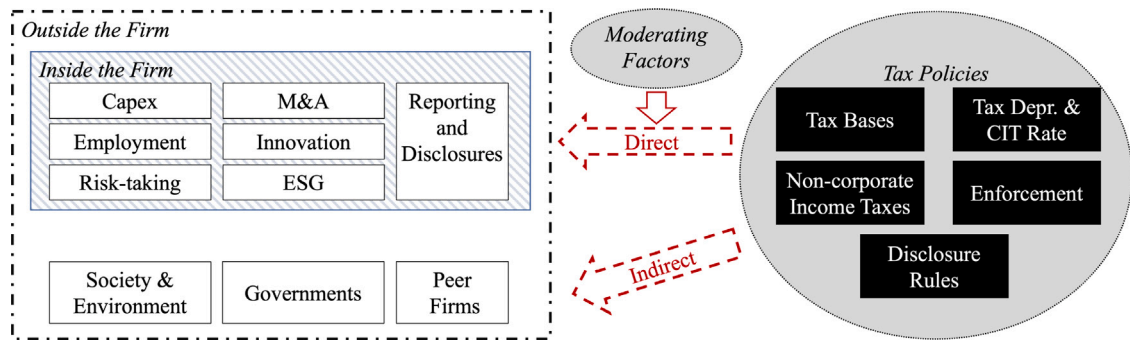 Outside the Firm
Inside the Firm
Capex
M&A
Reporting
and
Disclosures
Employment
Innovation
Risk-taking
ESG
Society &
Environment
Governments
Peer
Firms
Moderating
Factors
Direct
Indirect
Tax Policies
Tax Bases
Tax Depr. &
CIT Rate
Non-corporate
Income Taxes
Enforcement
Disclosure
Rules